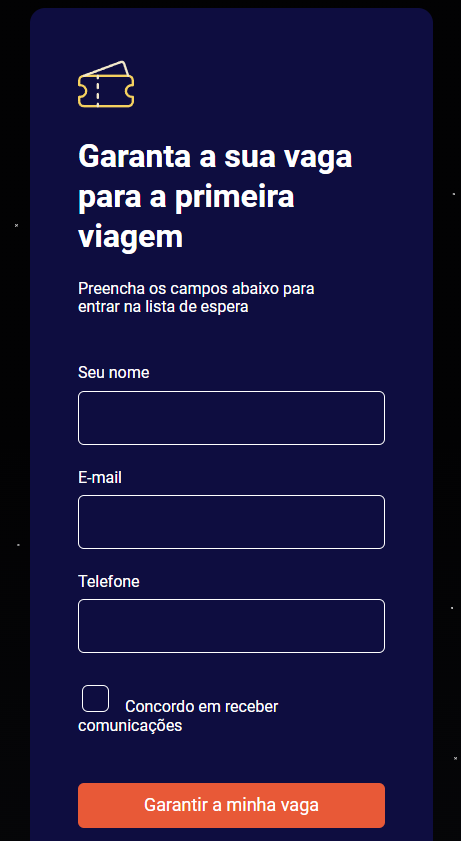 Garanta a sua vaga
para a primeira
viagem
Preencha os campos abaixo para
entrar na lista de espera
Seu nome
E-mail
Telefone
Concordo em receber
comunicações
Garantir a minha vaga